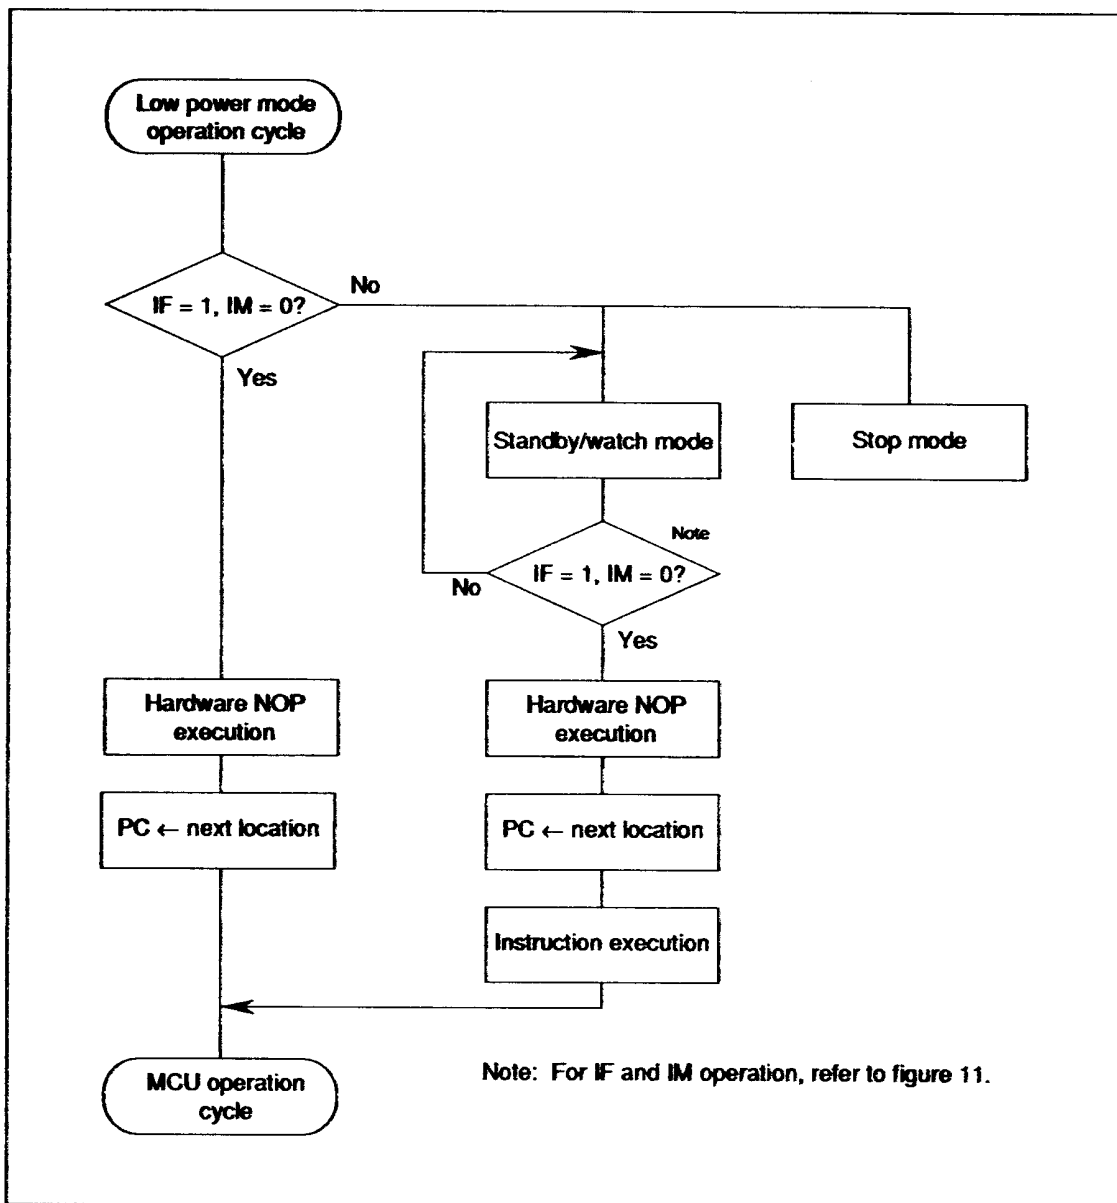 Low power mode
operation cycle
IF = 1, IM = 0?
No
Yes
Standby/watch mode
Stop mode
Note
IF = 1, IM = 0?
No
Yes
Hardware NOP
execution
Hardware NOP
execution
PC ← next location
PC ← next location
Instruction execution
MCU operation
cycle
Note: For IF and IM operation, refer to figure 11.